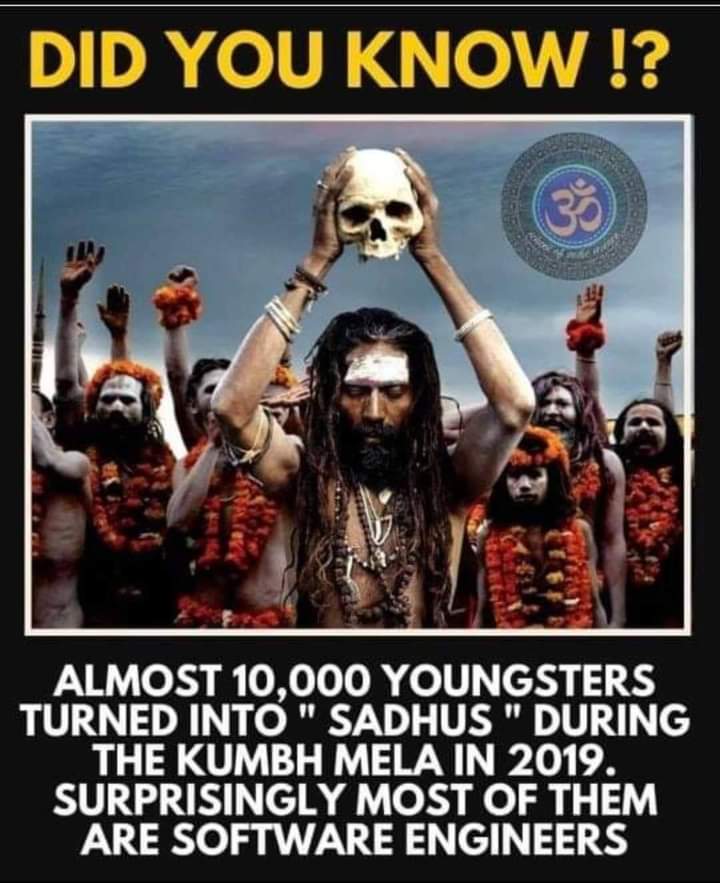 DID YOU KNOW !?
ॐ
ALMOST 10,000 YOUNGSTERS
TURNED INTO " SADHUS " DURING
THE KUMBH MELA IN 2019.
SURPRISINGLY MOST OF THEM
ARE SOFTWARE ENGINEERS